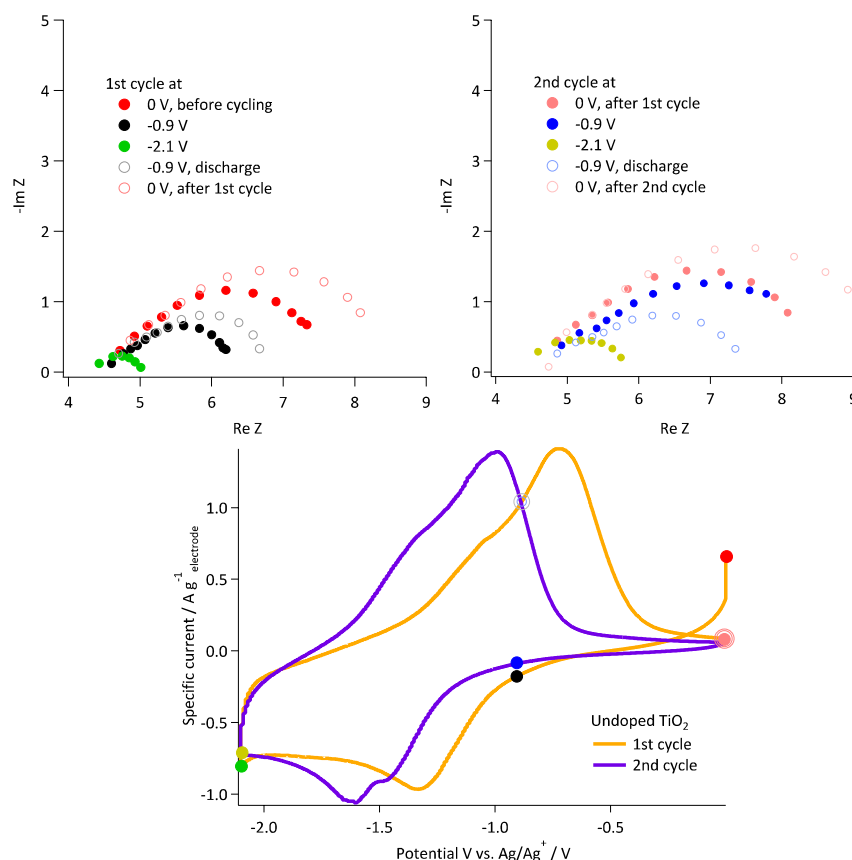 5
4
3
2
1
0
-Im Z
1st cycle at
0 V, before cycling
-0.9 V
-2.1 V
-0.9 V, discharge
0 V, after 1st cycle
4
5
6
7
8
9
Re Z
5
4
3
2
1
0
-Im Z
2nd cycle at
0 V, after 1st cycle
-0.9 V
-2.1 V
-0.9 V, discharge
0 V, after 2nd cycle
4
5
6
7
8
9
Re Z
1.0
0.5
0.0
-0.5
-1.0
Specific current / A g⁻¹ electrode
Undoped TiO₂
1st cycle
2nd cycle
-2.0
-1.5
-1.0
-0.5
Potential V vs. Ag/Ag⁺ / V